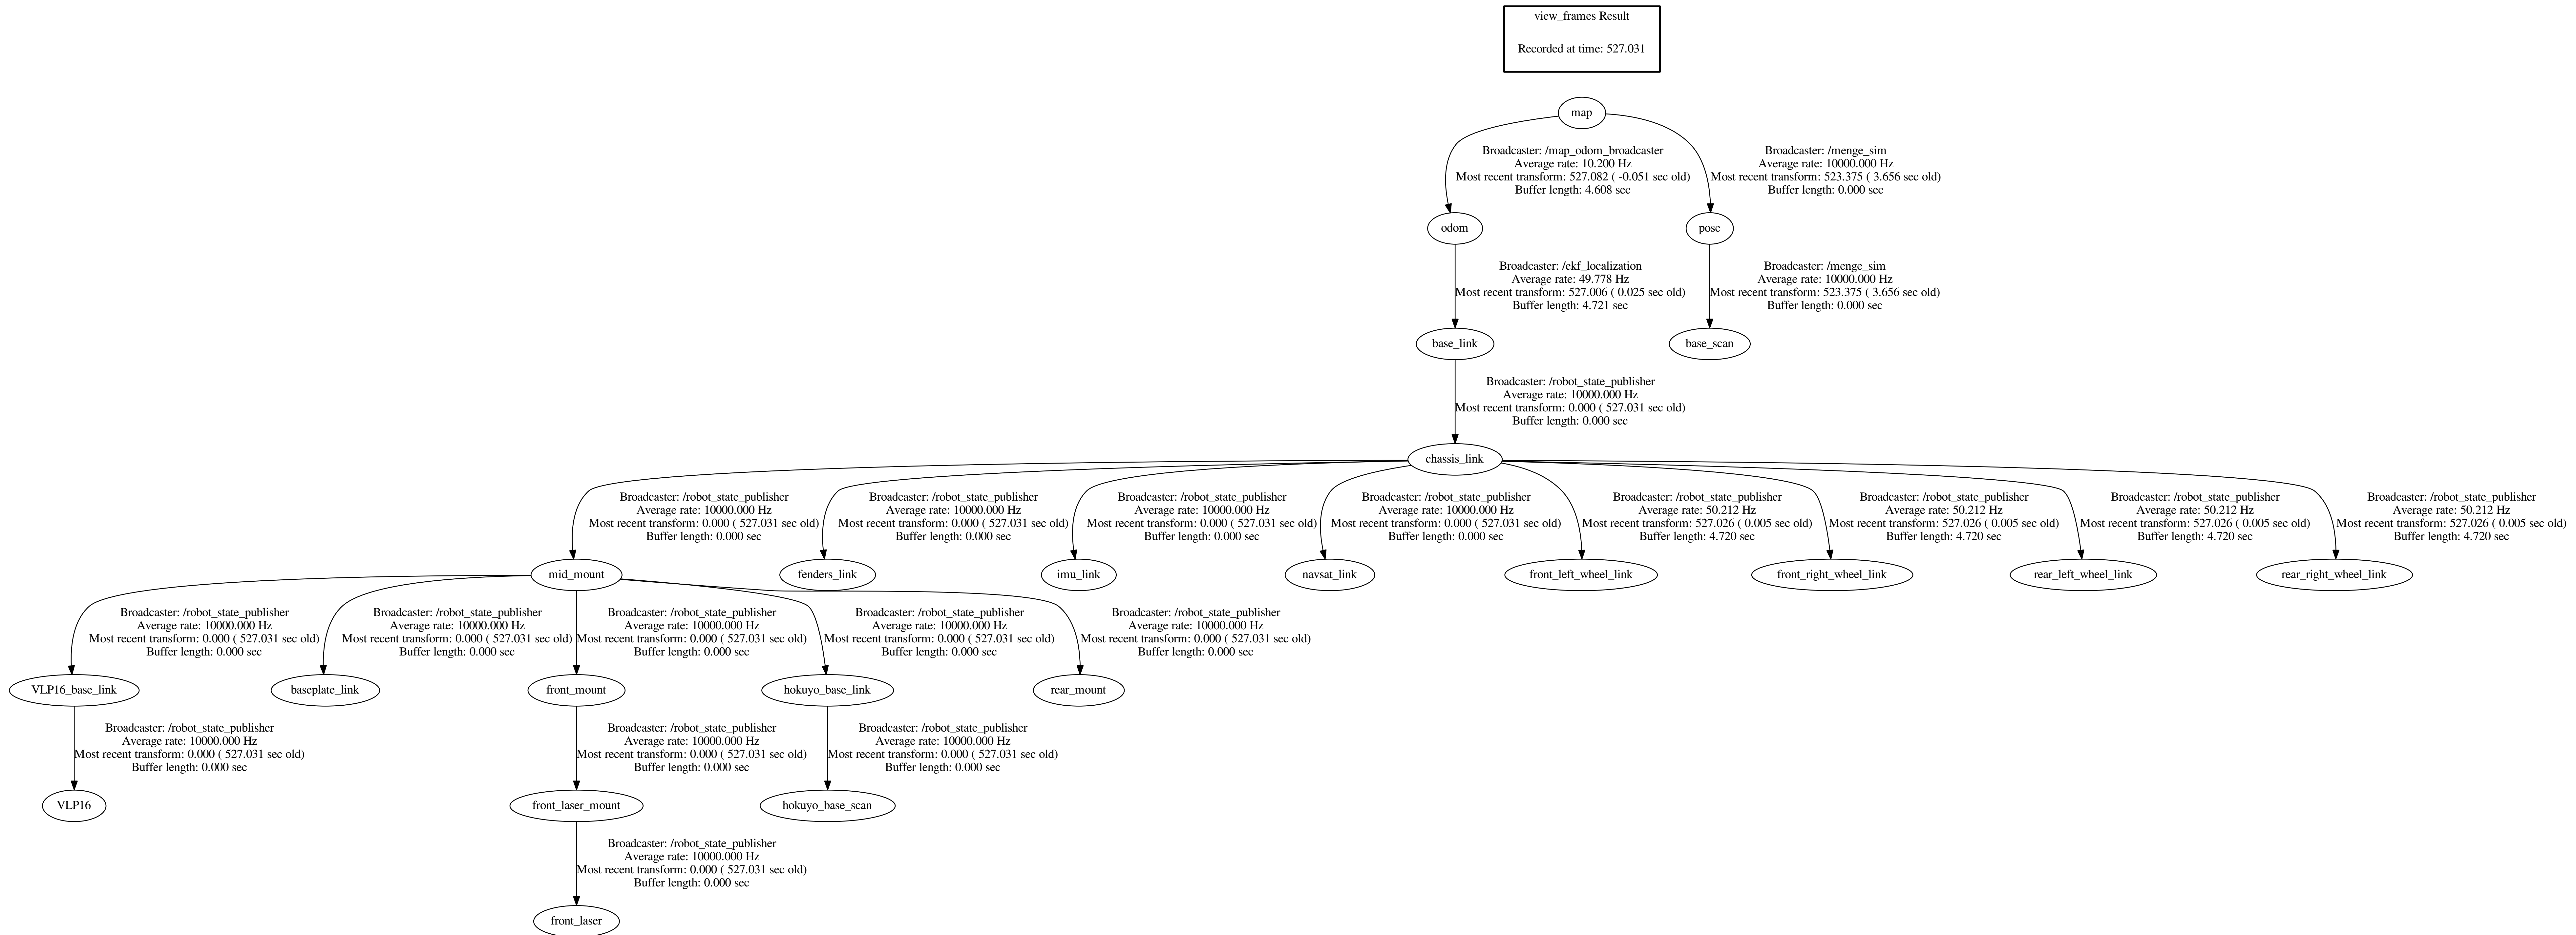 view_frames Result
Recorded at time: 527.031
map
Broadcaster: /map_odom_broadcaster
Average rate: 10.200 Hz
Most recent transform: 527.082 ( -0.051 sec old)
Buffer length: 4.608 sec
Broadcaster: /menge_sim
Average rate: 10000.000 Hz
Most recent transform: 523.375 ( 3.656 sec old)
Buffer length: 0.000 sec
odom
pose
Broadcaster: /ekf_localization
Average rate: 49.778 Hz
Most recent transform: 527.006 ( 0.025 sec old)
Buffer length: 4.721 sec
Broadcaster: /menge_sim
Average rate: 10000.000 Hz
Most recent transform: 523.375 ( 3.656 sec old)
Buffer length: 0.000 sec
base_link
base_scan
Broadcaster: /robot_state_publisher
Average rate: 10000.000 Hz
Most recent transform: 0.000 ( 527.031 sec old)
Buffer length: 0.000 sec
chassis_link
Broadcaster: /robot_state_publisher
Average rate: 10000.000 Hz
Most recent transform: 0.000 ( 527.031 sec old)
Buffer length: 0.000 sec
Broadcaster: /robot_state_publisher
Average rate: 10000.000 Hz
Most recent transform: 0.000 ( 527.031 sec old)
Buffer length: 0.000 sec
Broadcaster: /robot_state_publisher
Average rate: 10000.000 Hz
Most recent transform: 0.000 ( 527.031 sec old)
Buffer length: 0.000 sec
Broadcaster: /robot_state_publisher
Average rate: 10000.000 Hz
Most recent transform: 0.000 ( 527.031 sec old)
Buffer length: 0.000 sec
Broadcaster: /robot_state_publisher
Average rate: 50.212 Hz
Most recent transform: 527.026 ( 0.005 sec old)
Buffer length: 4.720 sec
Broadcaster: /robot_state_publisher
Average rate: 50.212 Hz
Most recent transform: 527.026 ( 0.005 sec old)
Buffer length: 4.720 sec
Broadcaster: /robot_state_publisher
Average rate: 50.212 Hz
Most recent transform: 527.026 ( 0.005 sec old)
Buffer length: 4.720 sec
Broadcaster: /robot_state_publisher
Average rate: 50.212 Hz
Most recent transform: 527.026 ( 0.005 sec old)
Buffer length: 4.720 sec
mid_mount
fenders_link
imu_link
navsat_link
front_left_wheel_link
front_right_wheel_link
rear_left_wheel_link
rear_right_wheel_link
Broadcaster: /robot_state_publisher
Average rate: 10000.000 Hz
Most recent transform: 0.000 ( 527.031 sec old)
Buffer length: 0.000 sec
Broadcaster: /robot_state_publisher
Average rate: 10000.000 Hz
Most recent transform: 0.000 ( 527.031 sec old)
Buffer length: 0.000 sec
Broadcaster: /robot_state_publisher
Average rate: 10000.000 Hz
Most recent transform: 0.000 ( 527.031 sec old)
Buffer length: 0.000 sec
Broadcaster: /robot_state_publisher
Average rate: 10000.000 Hz
Most recent transform: 0.000 ( 527.031 sec old)
Buffer length: 0.000 sec
Broadcaster: /robot_state_publisher
Average rate: 10000.000 Hz
Most recent transform: 0.000 ( 527.031 sec old)
Buffer length: 0.000 sec
VLP16_base_link
baseplate_link
front_mount
hokuyo_base_link
rear_mount
Broadcaster: /robot_state_publisher
Average rate: 10000.000 Hz
Most recent transform: 0.000 ( 527.031 sec old)
Buffer length: 0.000 sec
Broadcaster: /robot_state_publisher
Average rate: 10000.000 Hz
Most recent transform: 0.000 ( 527.031 sec old)
Buffer length: 0.000 sec
Broadcaster: /robot_state_publisher
Average rate: 10000.000 Hz
Most recent transform: 0.000 ( 527.031 sec old)
Buffer length: 0.000 sec
VLP16
front_laser_mount
hokuyo_base_scan
Broadcaster: /robot_state_publisher
Average rate: 10000.000 Hz
Most recent transform: 0.000 ( 527.031 sec old)
Buffer length: 0.000 sec
front_laser